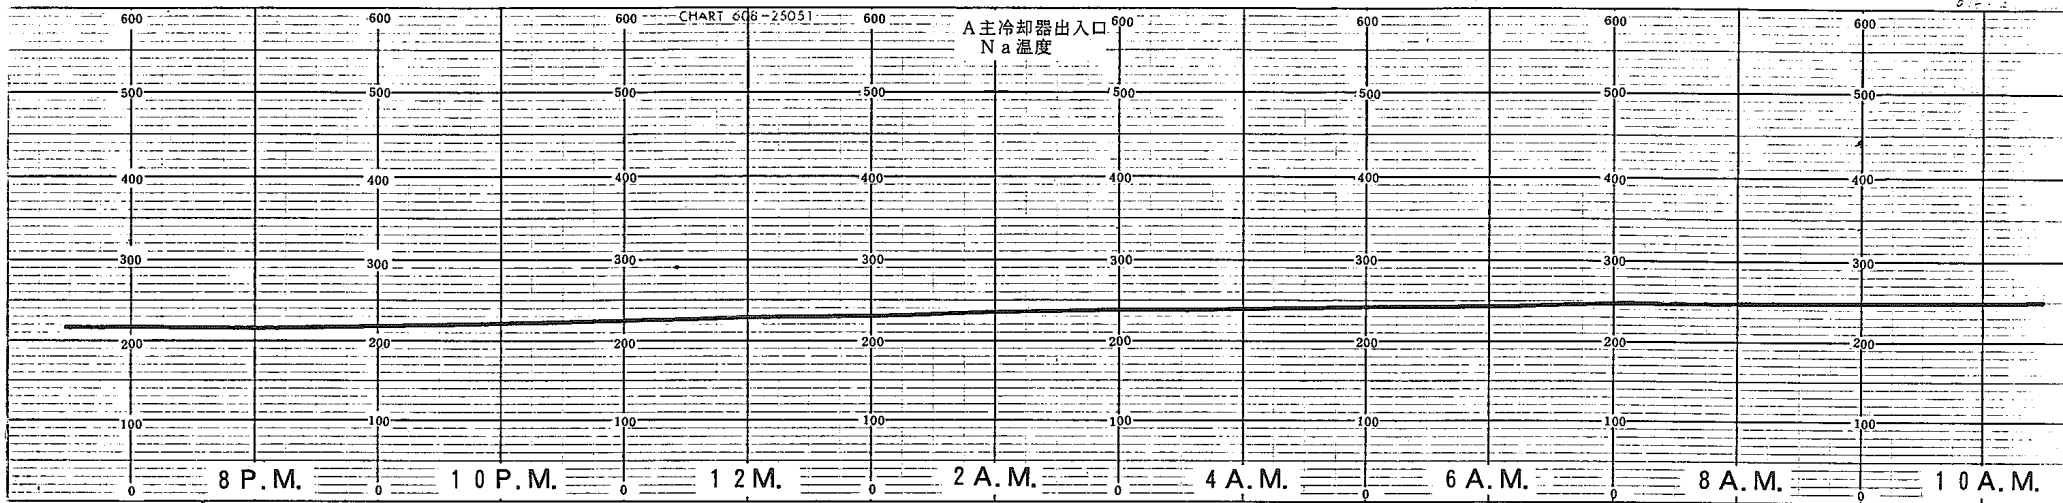 600 600 600 CHART 606-25051 600 600 600 600 600
A主冷却器出入口
Na温度
500 500 500 500 500 500 500 500
400 400 400 400 400 400 400 400
300 300 300 300 300 300 300 300
200 200 200 200 200 200 200 200
100 100 100 100 100 100 100 100
8 P.M. 10 P.M. 12M. 2 A.M. 4 A.M. 6 A.M. 8 A.M. 10 A.M.
0 0 0 0 0 0 0 0